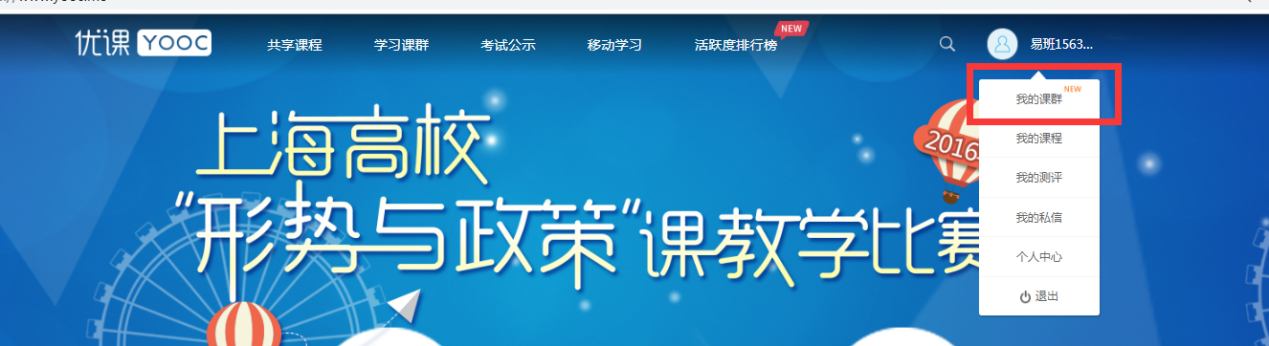 优课 YOOC 共享课程 学习课群 考试公示 移动学习 活跃度排行榜 NEW 易班1563...
我的课群 NEW
我的课程
我的测评
我的私信
个人中心
退出
上海高校
2016
“形势与政策“课教学比赛